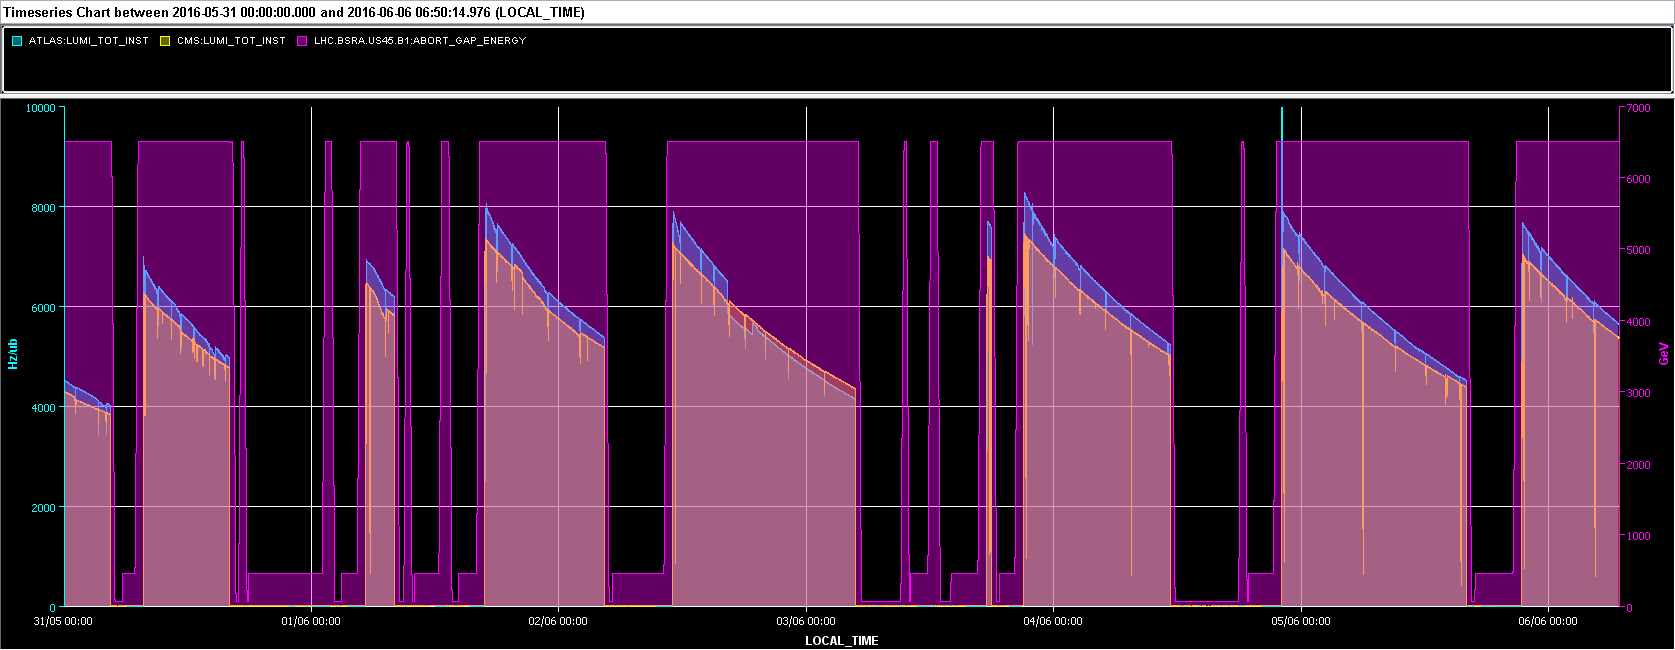 Timeseries Chart between 2016-05-31 00:00:00.000 and 2016-06-06 06:50:14.976 (LOCAL_TIME)
ATLAS:LUMI_TOT_INST CMS:LUMI_TOT_INST LHC.BSRA.US45.B1:ABORT_GAP_ENERGY
10000 7000
8000 6000
5000
6000 4000
Hz/ub GeV
4000 3000
2000
2000 1000
0 0
31/05 00:00 01/06 00:00 02/06 00:00 03/06 00:00 04/06 00:00 05/06 00:00 06/06 00:00
LOCAL_TIME